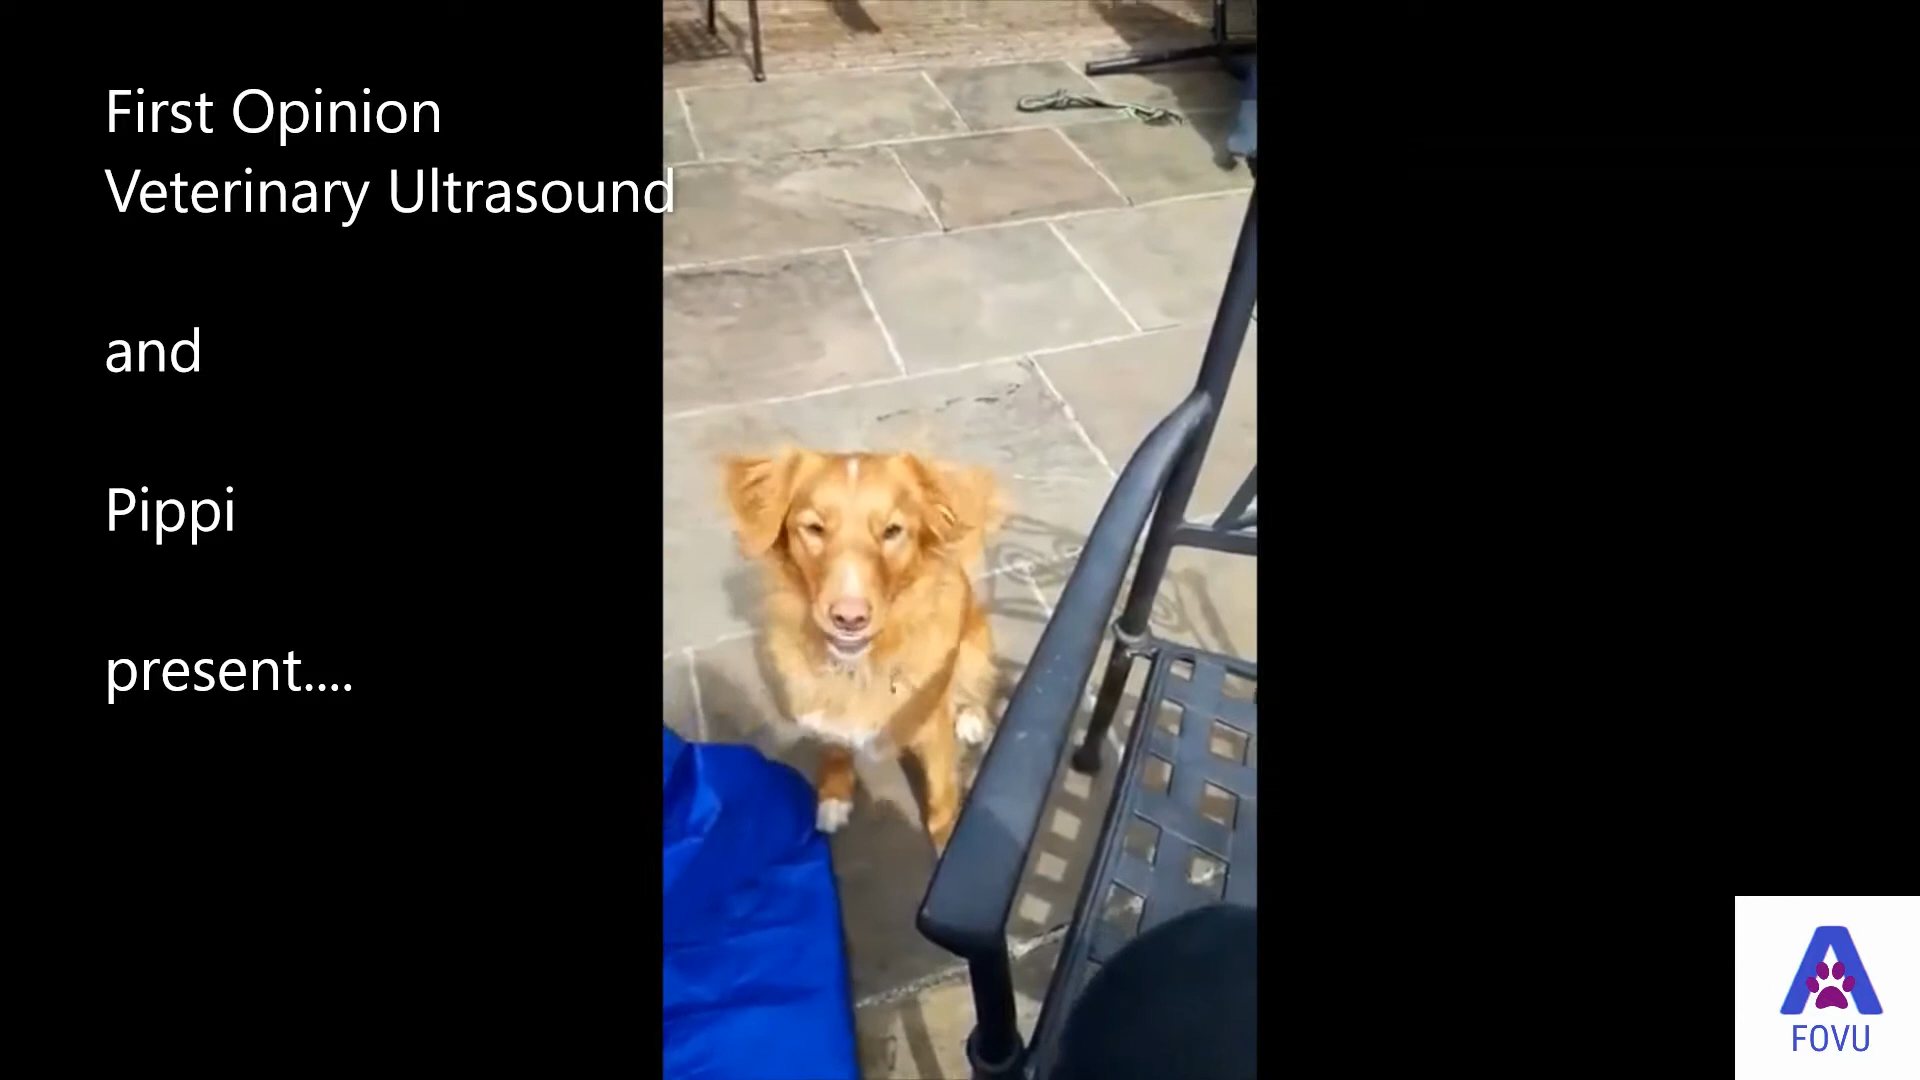 First Opinion
Veterinary Ultrasound
and
Pippi
present....
FOVU